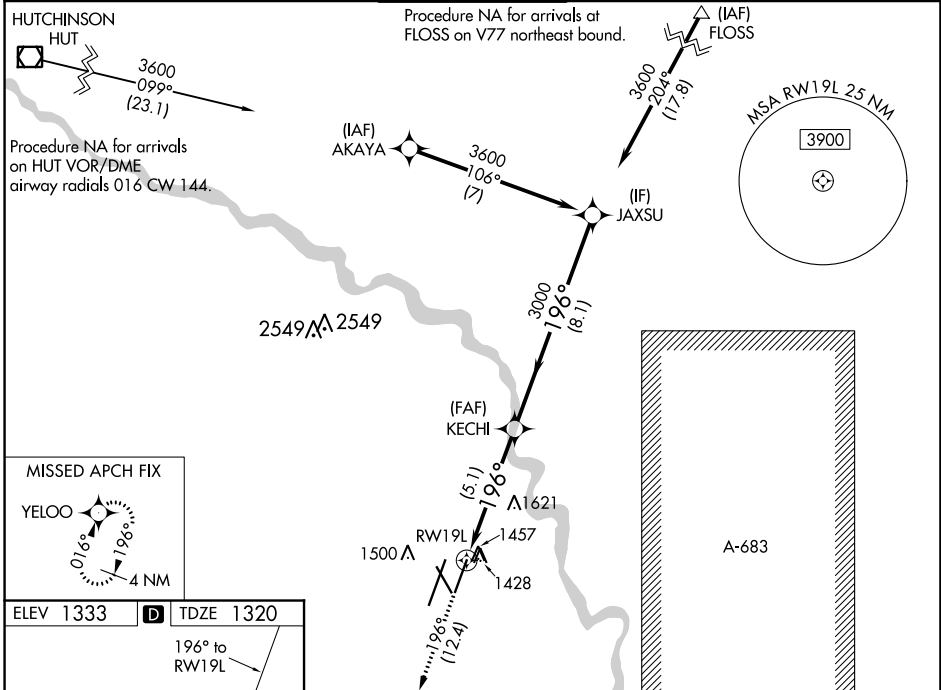 HUTCHINSON
HUT
3600
099°
(23.1)
Procedure NA for arrivals
on HUT VOR/DME
airway radials 016 CW 144.
Procedure NA for arrivals at
FLOSS on V77 northeast bound.
(IAF)
FLOSS
3600
204°
(17.8)
MSA RW19L 25 NM
3900
(IAF)
AKAYA
3600
106°
(7)
(IF)
JAXSU
3000
196°
(8.1)
2549
2549
(FAF)
KECHI
(5.1)
196°
1621
RW19L
1457
1500
1428
196°
(12.4)
A-683
MISSED APCH FIX
YELOO
016°
196°
4 NM
ELEV 1333
D
TDZE 1320
196° to
RW19L